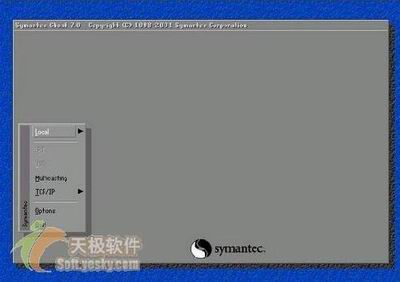 Symantec Ghost 7.0 Copyright (C) 1998-2001 Symantec Corporation
Local
Multicasting
TCP/IP
Options
Symantec
symantec.
天极软件
Soft.yesky.com